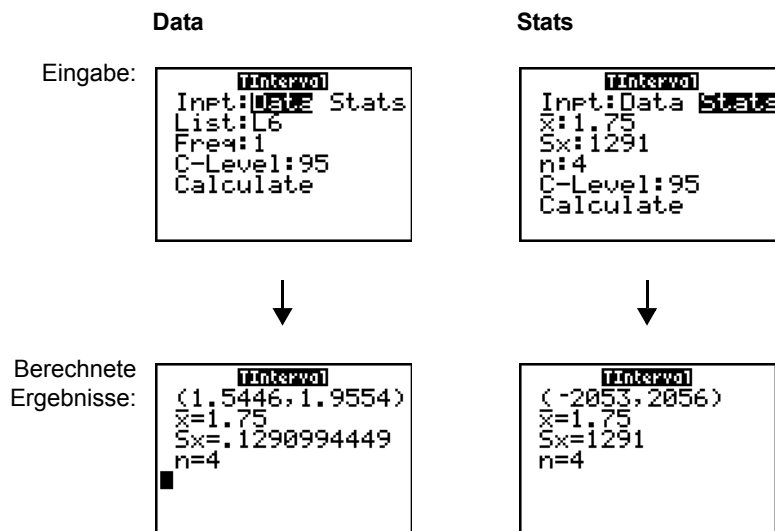 Data
Stats
Eingabe:
TInterval
Inpt:Data Stats
List:L6
Freq:1
C-Level:95
Calculate
TInterval
Inpt:Data Stats
x̄:1.75
Sx:1291
n:4
C-Level:95
Calculate
Berechnete
Ergebnisse:
TInterval
(1.5446,1.9554)
x̄=1.75
Sx=.1290994449
n=4
TInterval
(-2053,2056)
x̄=1.75
Sx=1291
n=4